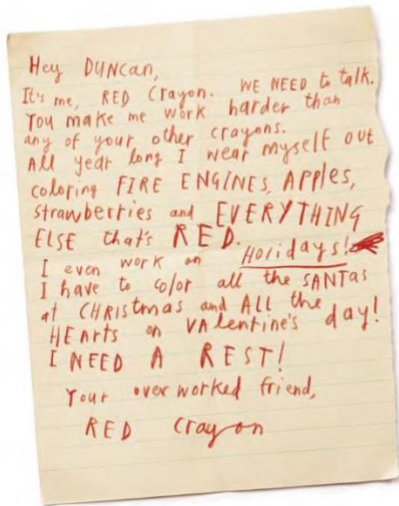 Hey DUNCan,
It's me, RED Crayon. WE NEED to talk.
You make me work harder than
any of your other crayons.
All year long I wear myself out
coloring FIRE ENGINES, APples,
strawberries and EVERYTHING
ELSE that's RED.
I even work on Holidays!
I have to color all the SANTas
at CHRIStmas and ALL the
HEArts on VAlentine's day!
I NEED A REST!
Your overworked friend,
RED Crayon